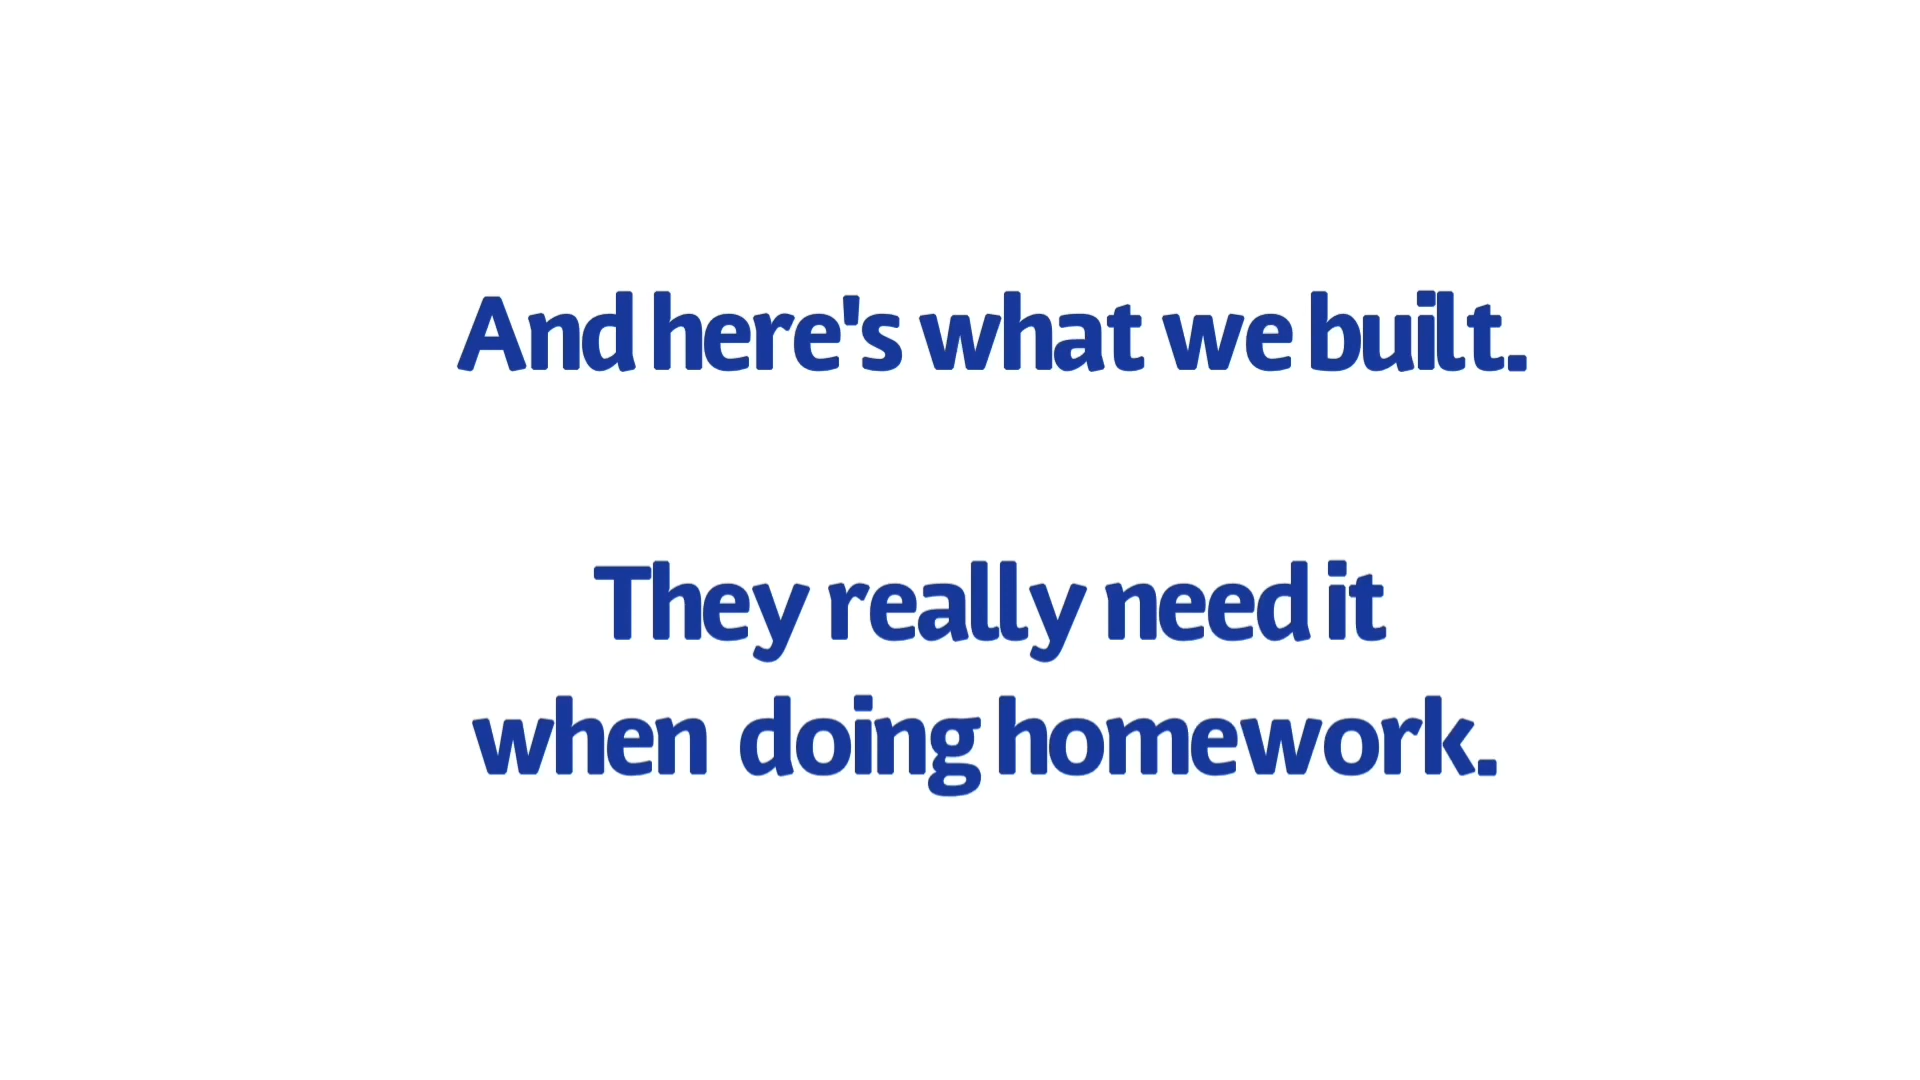 And here's what we built.
They really need it
when doing homework.